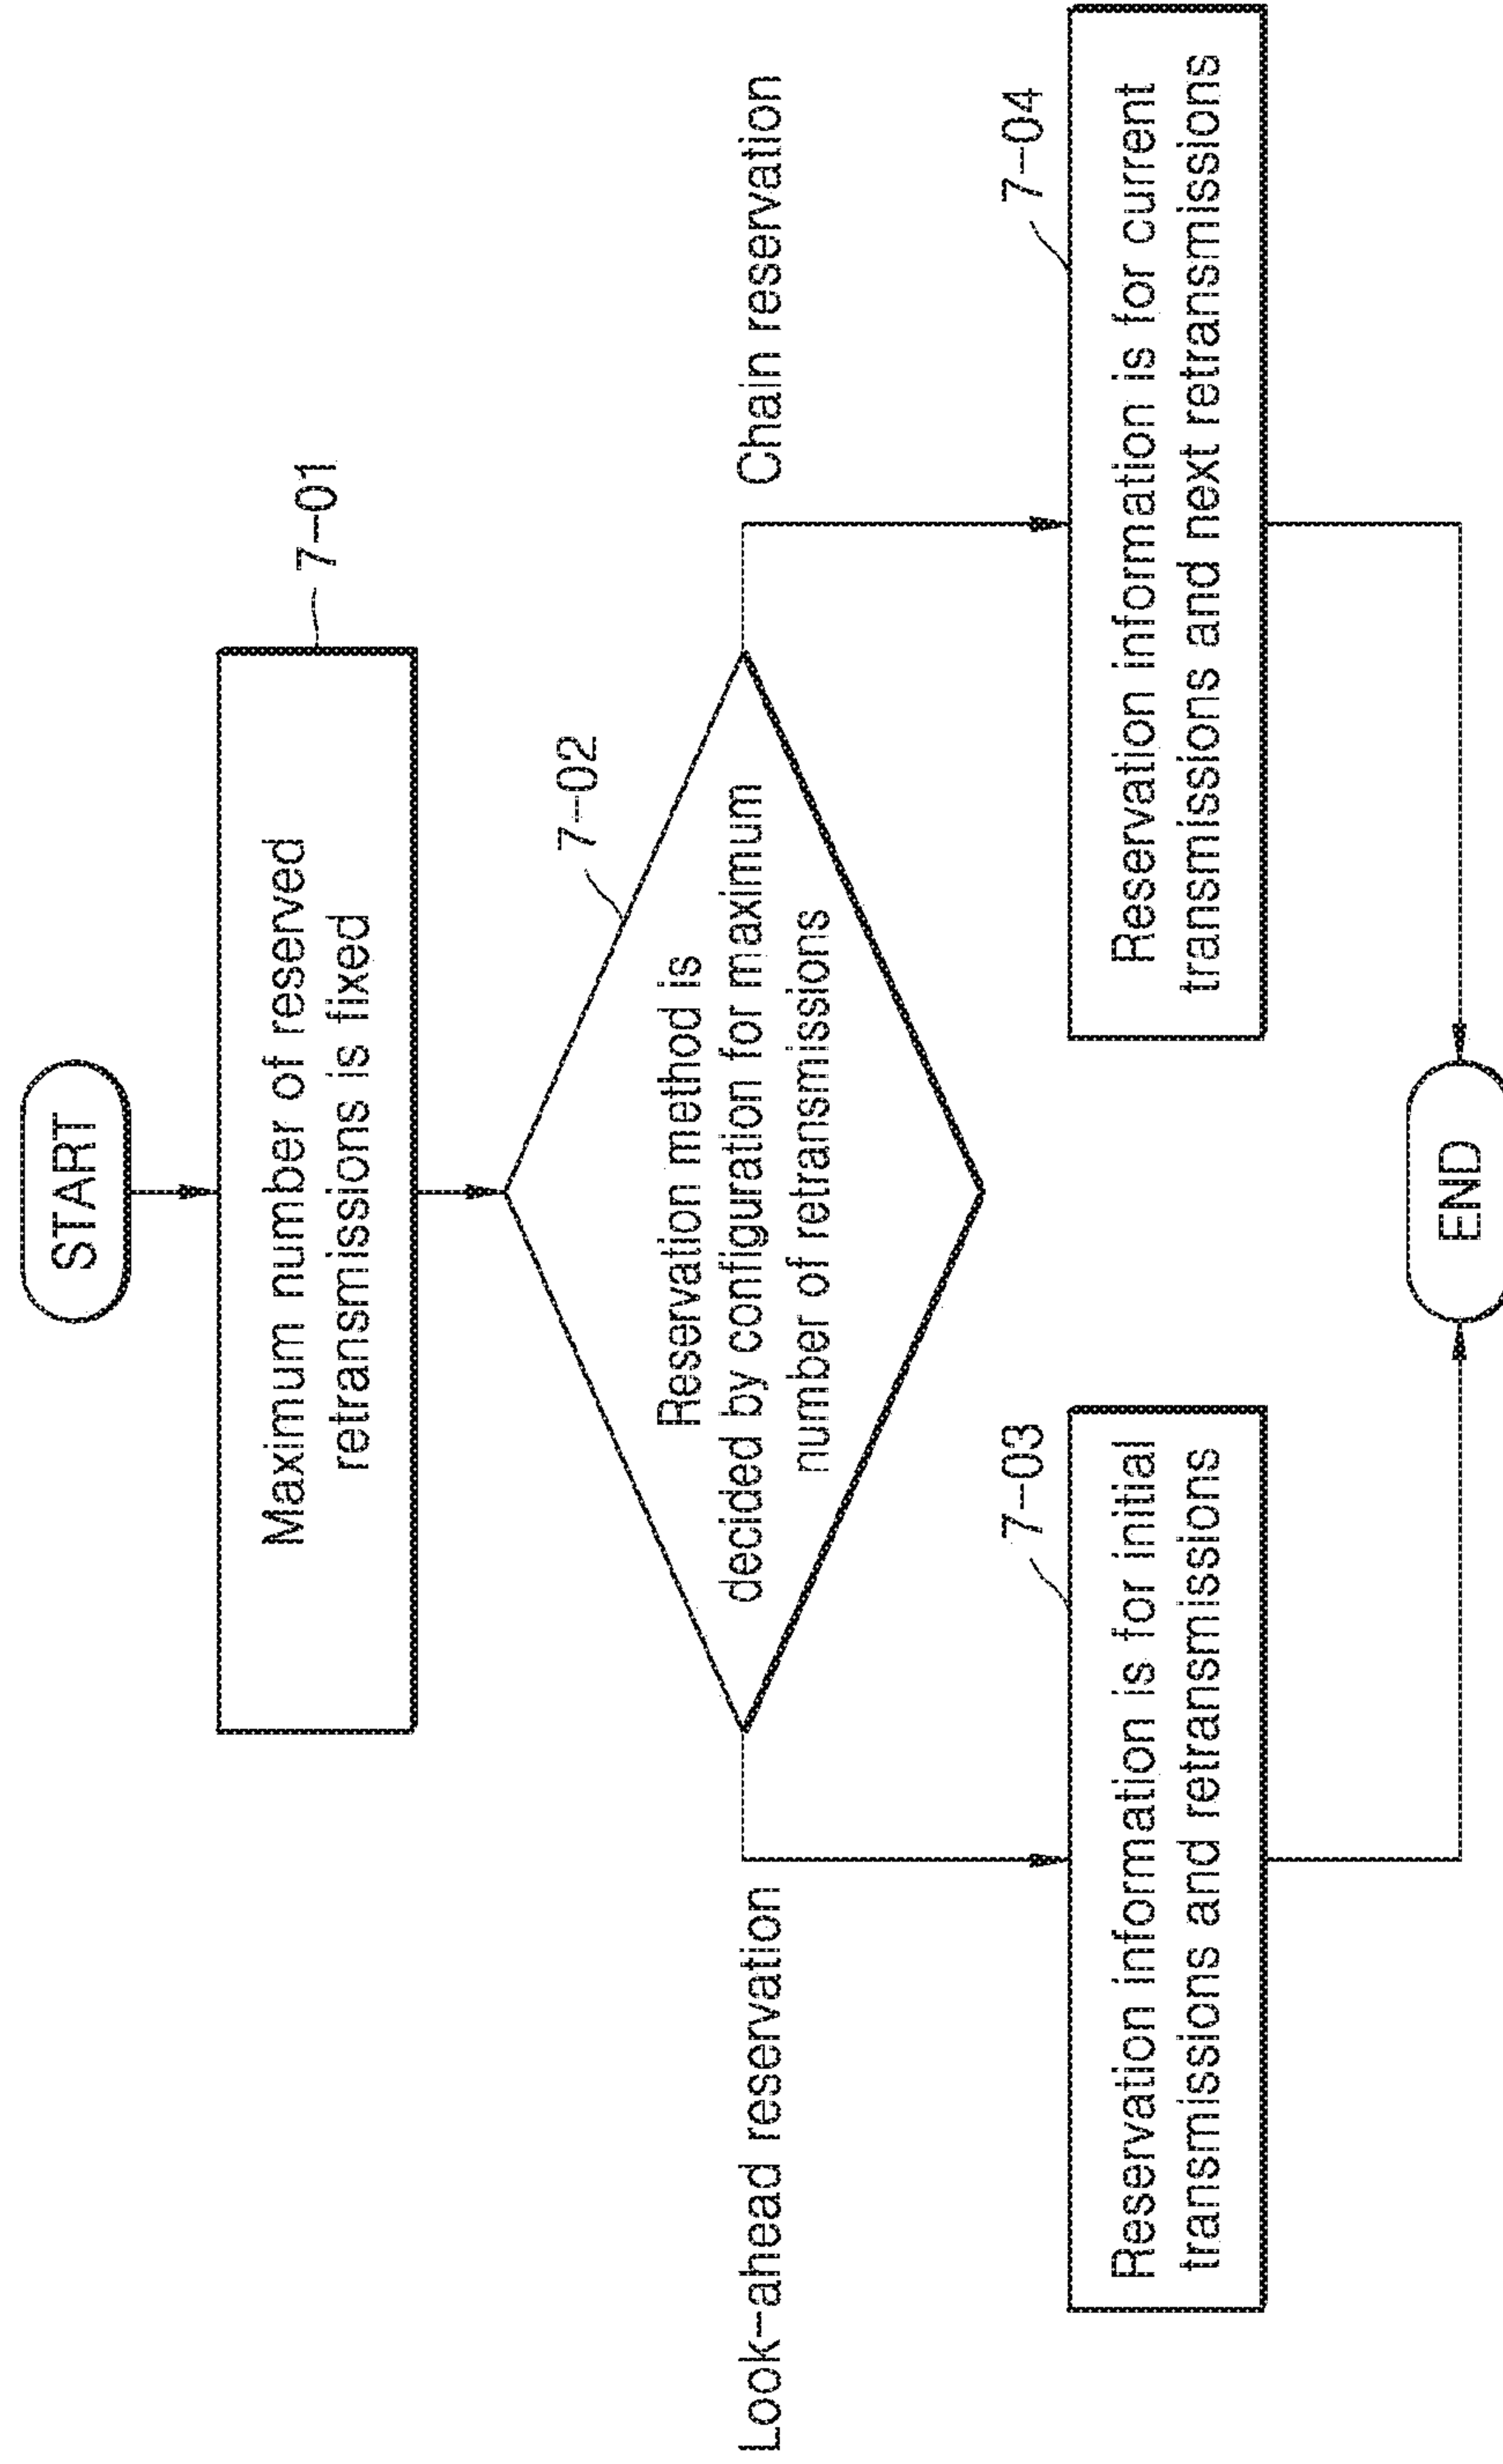 START
Maximum number of reserved
retransmissions is fixed
7-01
Reservation method is
decided by configuration for maximum
number of retransmissions
7-02
Look-ahead reservation
Chain reservation
7-03
Reservation information is for initial
transmissions and retransmissions
7-04
Reservation information is for current
transmissions and next retransmissions
END